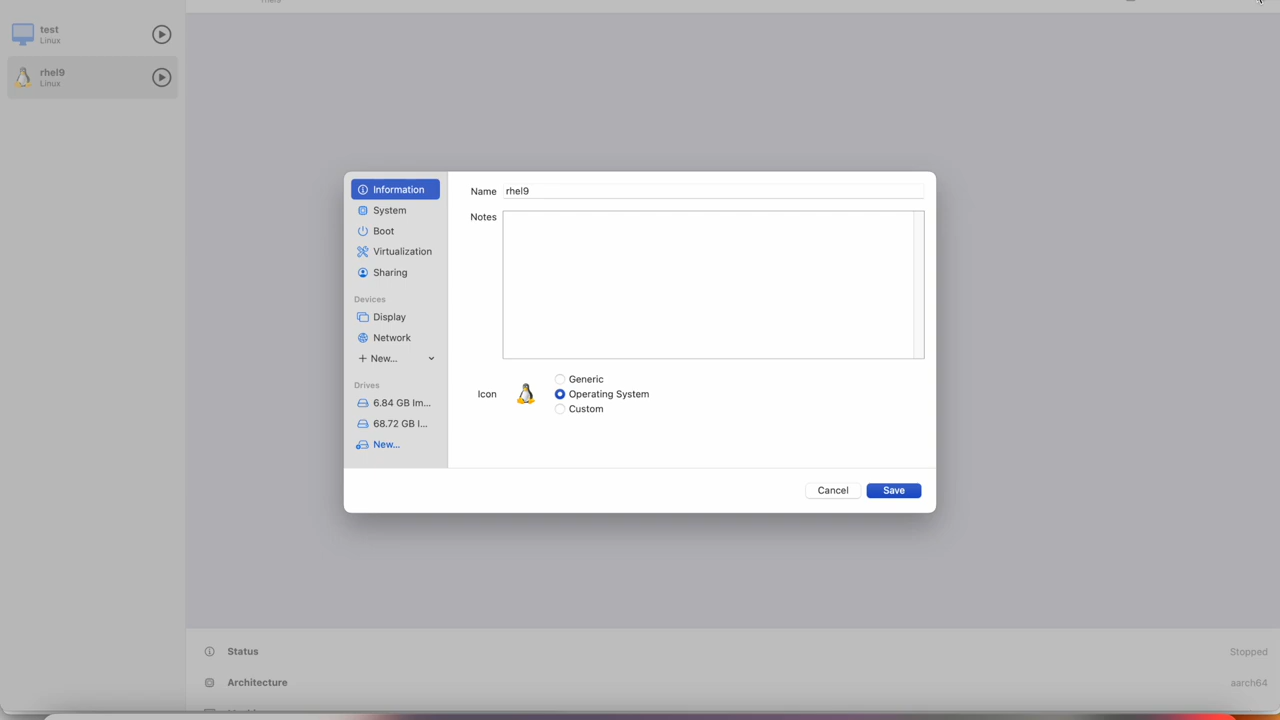 rhel9
test
Linux
rhel9
Linux
Information
System
Boot
Virtualization
Sharing
Devices
Display
Network
New...
Drives
6.84 GB Im...
68.72 GB I...
New...
Name rhel9
Notes
Icon
Generic
Operating System
Custom
Cancel Save
Status Stopped
Architecture aarch64